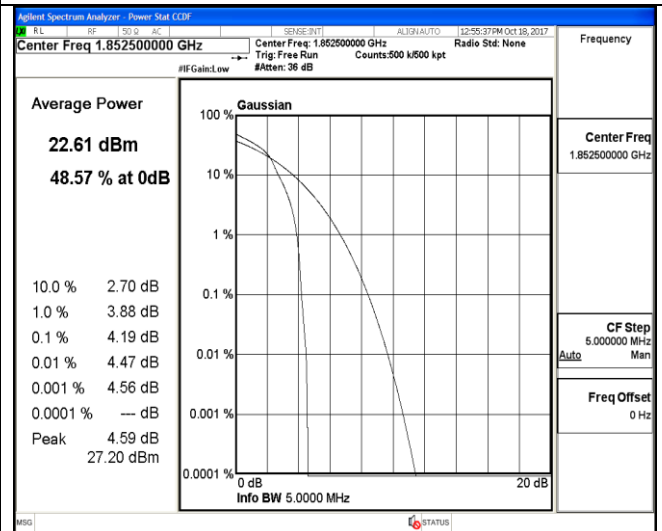 Agilent Spectrum Analyzer - Power Stat CCDF
RL RF 50 Ω AC SENSE:INT ALIGNAUTO 12:55:37PM Oct 18, 2017
Center Freq 1.852500000 GHz
Center Freq: 1.852500000 GHz Radio Std: None
Trig: Free Run Counts:500 k/500 kpt
#IFGain:Low #Atten: 36 dB
Frequency
Average Power
22.61 dBm
48.57 % at 0dB
10.0 % 2.70 dB
1.0 % 3.88 dB
0.1 % 4.19 dB
0.01 % 4.47 dB
0.001 % 4.56 dB
0.0001 % --- dB
Peak 4.59 dB
27.20 dBm
Gaussian
100 %
10 %
1 %
0.1 %
0.01 %
0.001 %
0.0001 %
0 dB 20 dB
Info BW 5.0000 MHz
Center Freq
1.852500000 GHz
CF Step
5.000000 MHz
Auto Man
Freq Offset
0 Hz
MSG STATUS